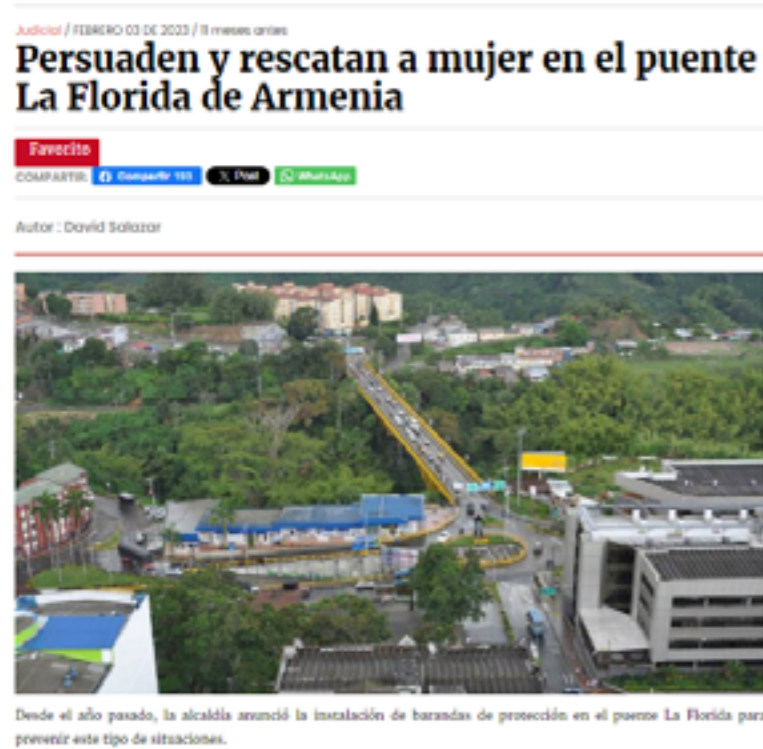 Judicial / FEBRERO 03 DE 2023 / 11 meses antes
Persuaden y rescatan a mujer en el puente
La Florida de Armenia
Favorito
COMPARTIR: Compartir 193 X Post WhatsApp
Autor : David Salazar
Desde el año pasado, la alcaldía anunció la instalación de barandas de protección en el puente La Florida para
prevenir este tipo de situaciones.